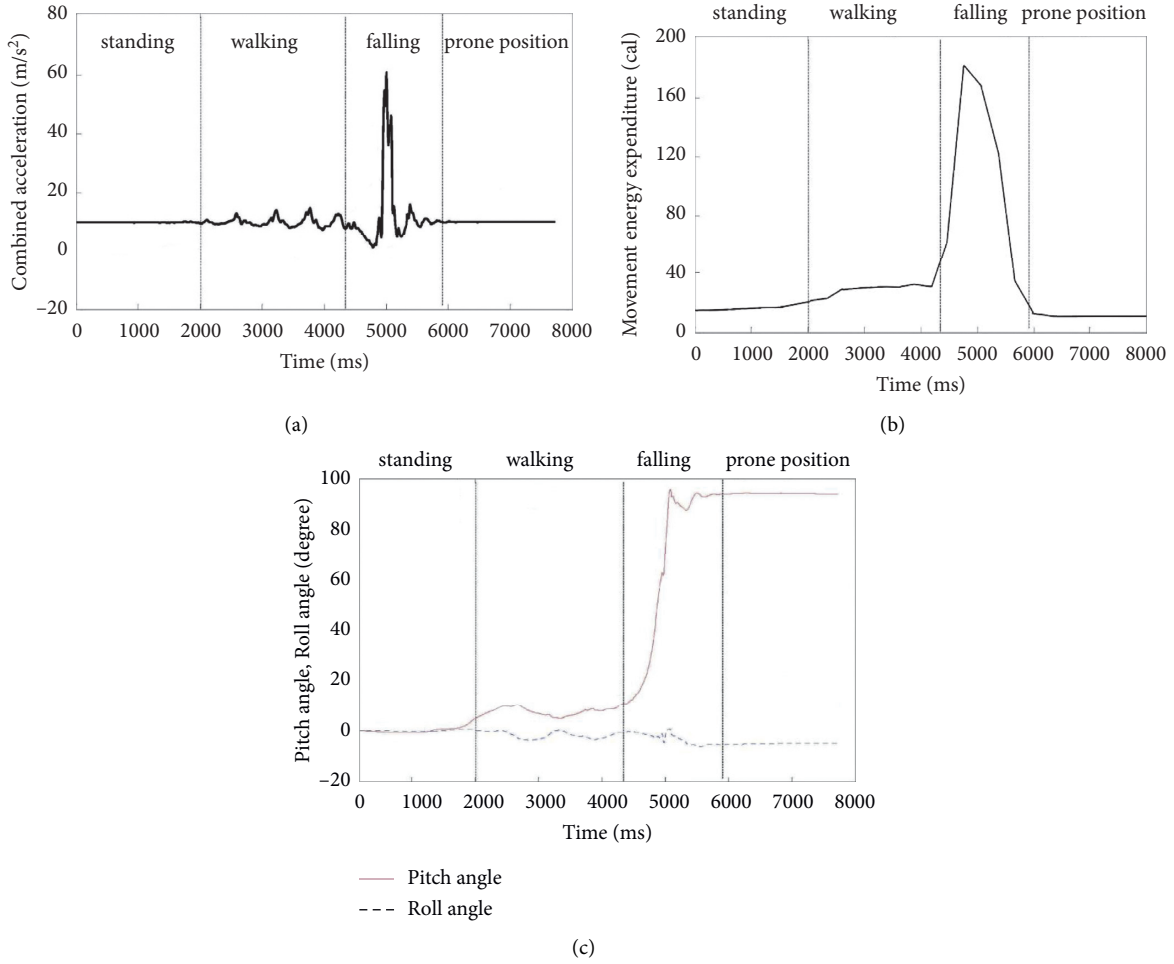 80
60
40
20
0
−20
Combined acceleration (m/s²)
standing
walking
falling
prone position
0
1000
2000
3000
4000
5000
6000
7000
8000
Time (ms)
(a)
standing
walking
falling
prone position
200
160
120
80
40
0
Movement energy expenditure (cal)
0
1000
2000
3000
4000
5000
6000
7000
8000
Time (ms)
(b)
standing
walking
falling
prone position
100
80
60
40
20
0
−20
Pitch angle, Roll angle (degree)
0
1000
2000
3000
4000
5000
6000
7000
8000
Time (ms)
Pitch angle
Roll angle
(c)